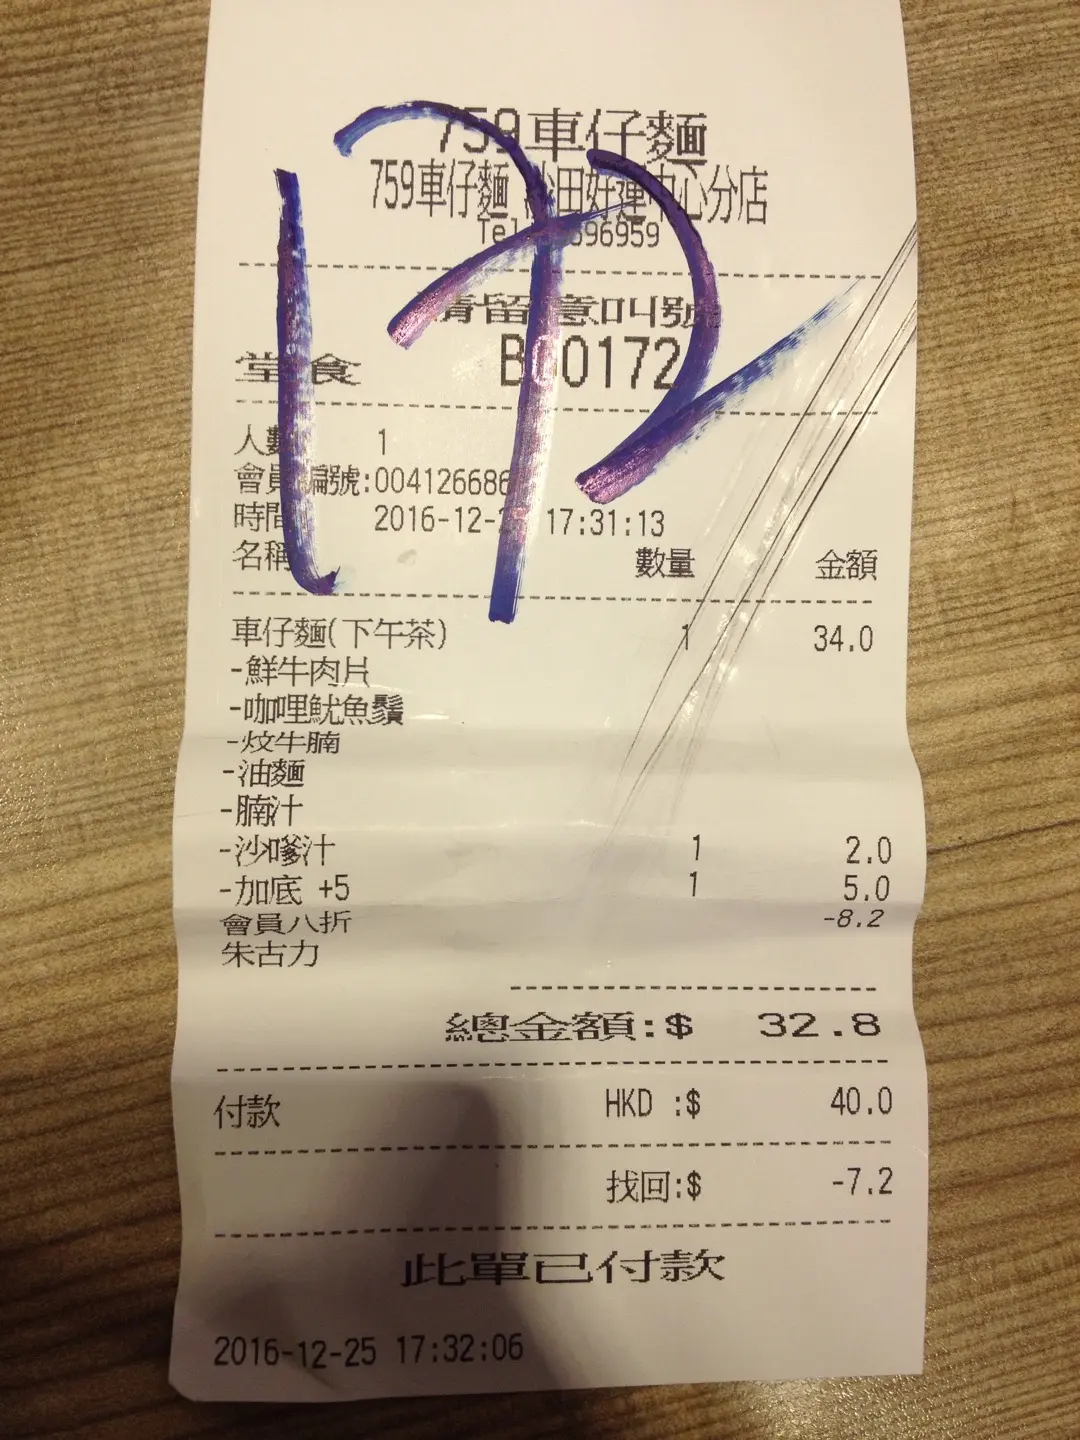 759車仔麵
759車仔麵 沙田好運中心分店
Tel 696959
請留意叫號
堂食 B00172
172
人數 1
會員編號:004126686
時間 2016-12-25 17:31:13
名稱 數量 金額
車仔麵(下午茶) 1 34.0
-鮮牛肉片
-咖哩魷魚鬚
-炆牛腩
-油麵
-腩汁
-沙嗲汁 1 2.0
-加底 +5 1 5.0
會員八折 -8.2
朱古力
總金額:$ 32.8
付款 HKD :$ 40.0
找回:$ -7.2
此單已付款
2016-12-25 17:32:06